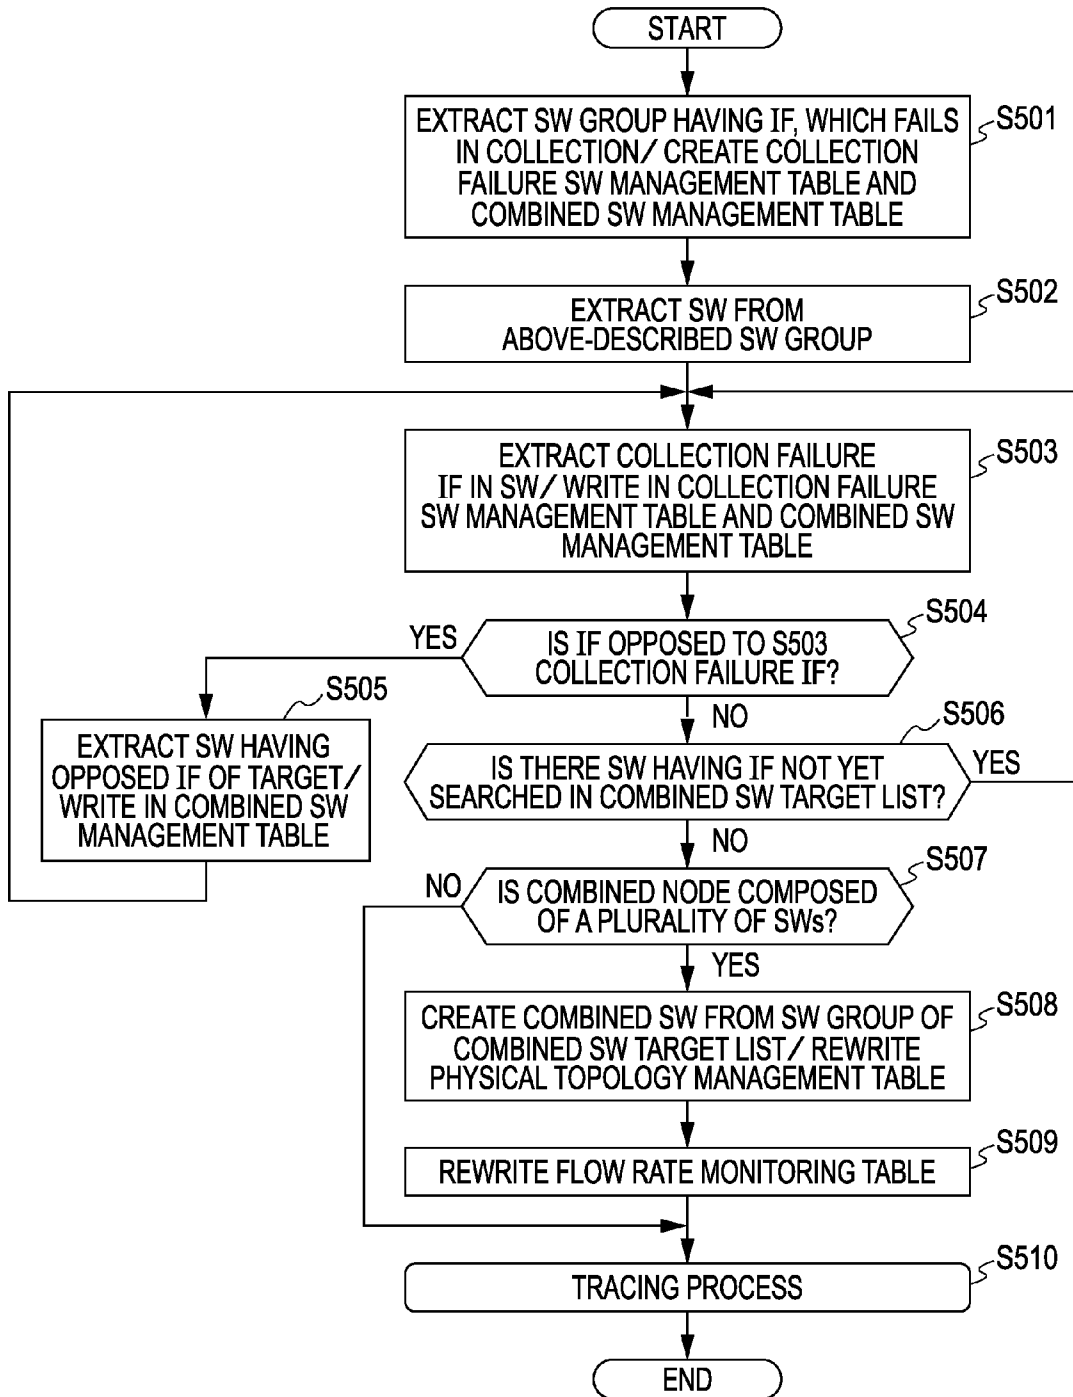 START
EXTRACT SW GROUP HAVING IF, WHICH FAILS
IN COLLECTION/ CREATE COLLECTION
FAILURE SW MANAGEMENT TABLE AND
COMBINED SW MANAGEMENT TABLE
S501
EXTRACT SW FROM
ABOVE-DESCRIBED SW GROUP
S502
EXTRACT COLLECTION FAILURE
IF IN SW/ WRITE IN COLLECTION FAILURE
SW MANAGEMENT TABLE AND COMBINED SW
MANAGEMENT TABLE
S503
IS IF OPPOSED TO S503
COLLECTION FAILURE IF?
S504
YES
NO
EXTRACT SW HAVING
OPPOSED IF OF TARGET/
WRITE IN COMBINED SW
MANAGEMENT TABLE
S505
IS THERE SW HAVING IF NOT YET
SEARCHED IN COMBINED SW TARGET LIST?
S506
YES
NO
IS COMBINED NODE COMPOSED
OF A PLURALITY OF SWs?
S507
NO
YES
CREATE COMBINED SW FROM SW GROUP OF
COMBINED SW TARGET LIST/ REWRITE
PHYSICAL TOPOLOGY MANAGEMENT TABLE
S508
REWRITE FLOW RATE MONITORING TABLE
S509
TRACING PROCESS
S510
END